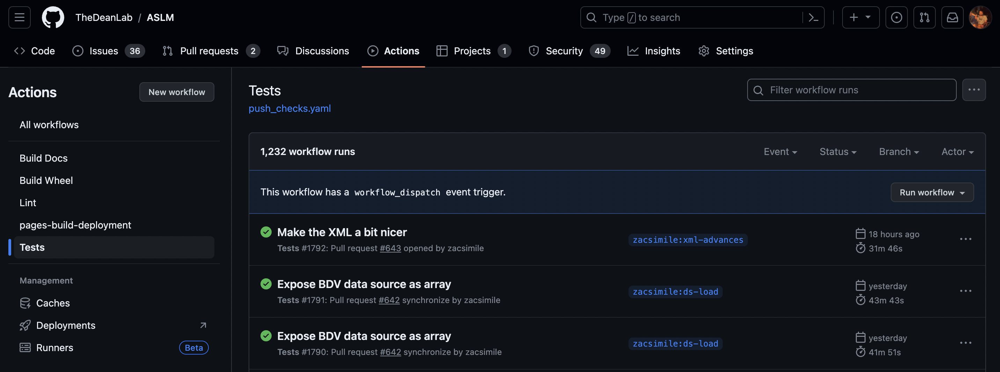 TheDeanLab / ASLM
Type / to search
Code
Issues 36
Pull requests 2
Discussions
Actions
Projects 1
Security 49
Insights
Settings
Actions
New workflow
All workflows
Build Docs
Build Wheel
Lint
pages-build-deployment
Tests
Management
Caches
Deployments
Runners Beta
Tests
push_checks.yaml
Filter workflow runs
1,232 workflow runs
Event
Status
Branch
Actor
This workflow has a workflow_dispatch event trigger.
Run workflow
Make the XML a bit nicer
Tests #1792: Pull request #643 opened by zacsimile
zacsimile:xml-advances
18 hours ago
31m 46s
Expose BDV data source as array
Tests #1791: Pull request #642 synchronize by zacsimile
zacsimile:ds-load
yesterday
43m 43s
Expose BDV data source as array
Tests #1790: Pull request #642 synchronize by zacsimile
zacsimile:ds-load
yesterday
41m 51s